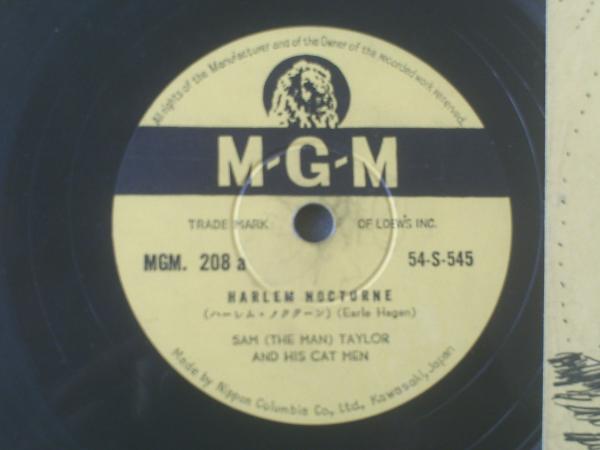 All rights of the Manufacturer and of the Owner of the recorded work reserved.
M-G-M
TRADE MARK OF LOEW'S INC.
MGM. 208 a 54-S-545
HARLEM NOCTURNE
(ハーレム・ノクターン) (Earle Hagen)
SAM (THE MAN) TAYLOR
AND HIS CAT MEN
Made by Nippon Columbia Co., Ltd., Kawasaki, Japan